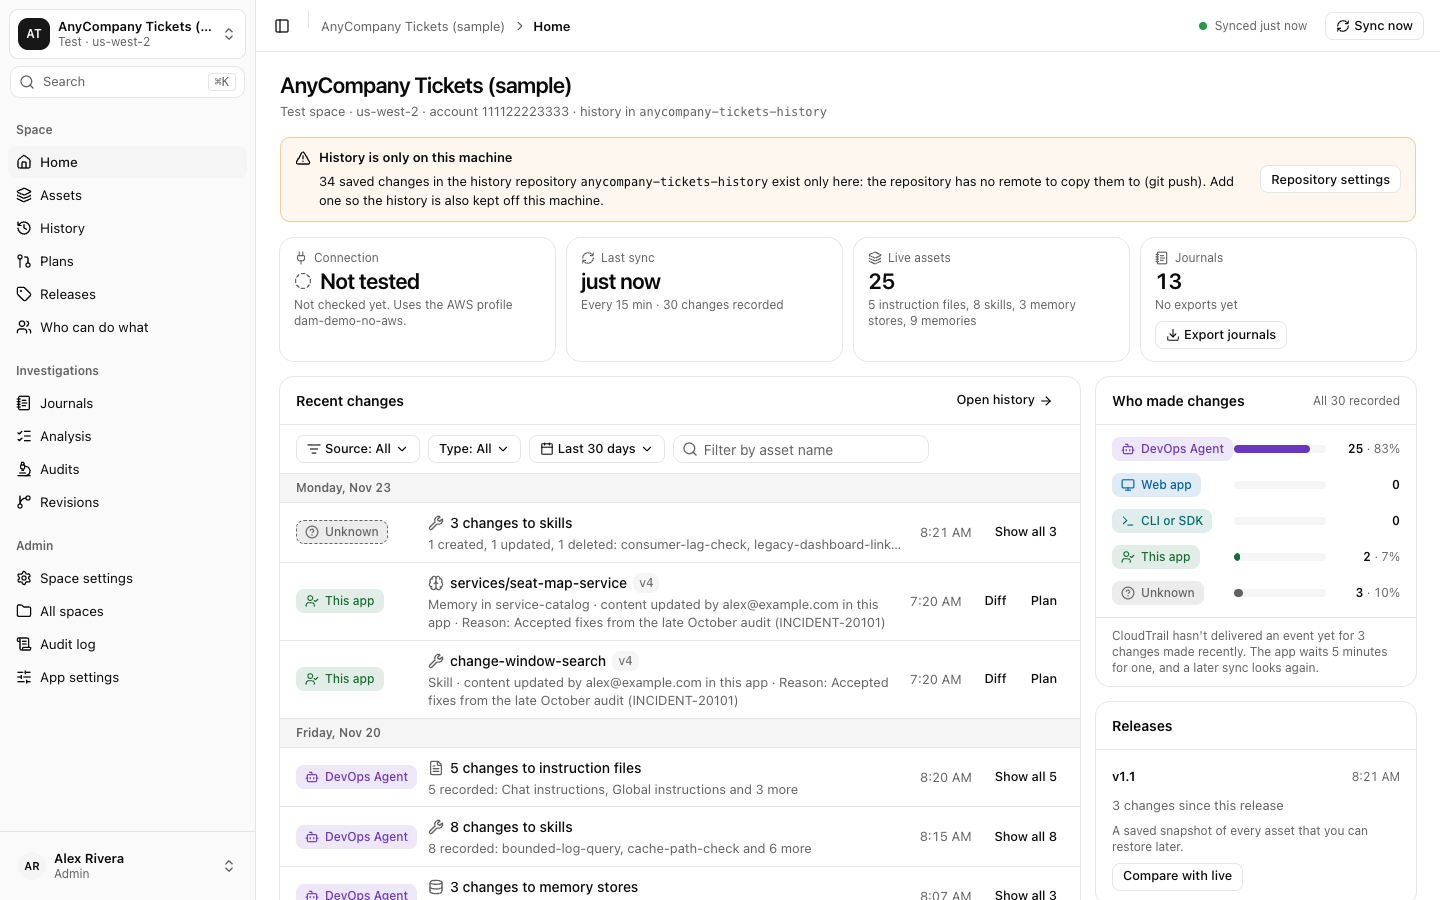 AT
AnyCompany Tickets (...
Test · us-west-2
Search
⌘K
Space
Home
Assets
History
Plans
Releases
Who can do what
Investigations
Journals
Analysis
Audits
Revisions
Admin
Space settings
All spaces
Audit log
App settings
AR
Alex Rivera
Admin
AnyCompany Tickets (sample) > Home
Synced just now
Sync now
AnyCompany Tickets (sample)
Test space · us-west-2 · account 111122223333 · history in anycompany-tickets-history
History is only on this machine
34 saved changes in the history repository anycompany-tickets-history exist only here: the repository has no remote to copy them to (git push). Add
one so the history is also kept off this machine.
Repository settings
Connection
Not tested
Not checked yet. Uses the AWS profile
dam-demo-no-aws.
Last sync
just now
Every 15 min · 30 changes recorded
Live assets
25
5 instruction files, 8 skills, 3 memory
stores, 9 memories
Journals
13
No exports yet
Export journals
Recent changes
Open history →
Source: All
Type: All
Last 30 days
Filter by asset name
Monday, Nov 23
Unknown
3 changes to skills
1 created, 1 updated, 1 deleted: consumer-lag-check, legacy-dashboard-link...
8:21 AM
Show all 3
This app
services/seat-map-service v4
Memory in service-catalog · content updated by alex@example.com in this
app · Reason: Accepted fixes from the late October audit (INCIDENT-20101)
7:20 AM
Diff
Plan
This app
change-window-search v4
Skill · content updated by alex@example.com in this app · Reason: Accepted
fixes from the late October audit (INCIDENT-20101)
7:20 AM
Diff
Plan
Friday, Nov 20
DevOps Agent
5 changes to instruction files
5 recorded: Chat instructions, Global instructions and 3 more
8:20 AM
Show all 5
DevOps Agent
8 changes to skills
8 recorded: bounded-log-query, cache-path-check and 6 more
8:15 AM
Show all 8
DevOps Agent
3 changes to memory stores
8:07 AM
Show all 3
Who made changes
All 30 recorded
DevOps Agent
25 · 83%
Web app
0
CLI or SDK
0
This app
2 · 7%
Unknown
3 · 10%
CloudTrail hasn't delivered an event yet for 3
changes made recently. The app waits 5 minutes
for one, and a later sync looks again.
Releases
v1.1
8:21 AM
3 changes since this release
A saved snapshot of every asset that you can
restore later.
Compare with live